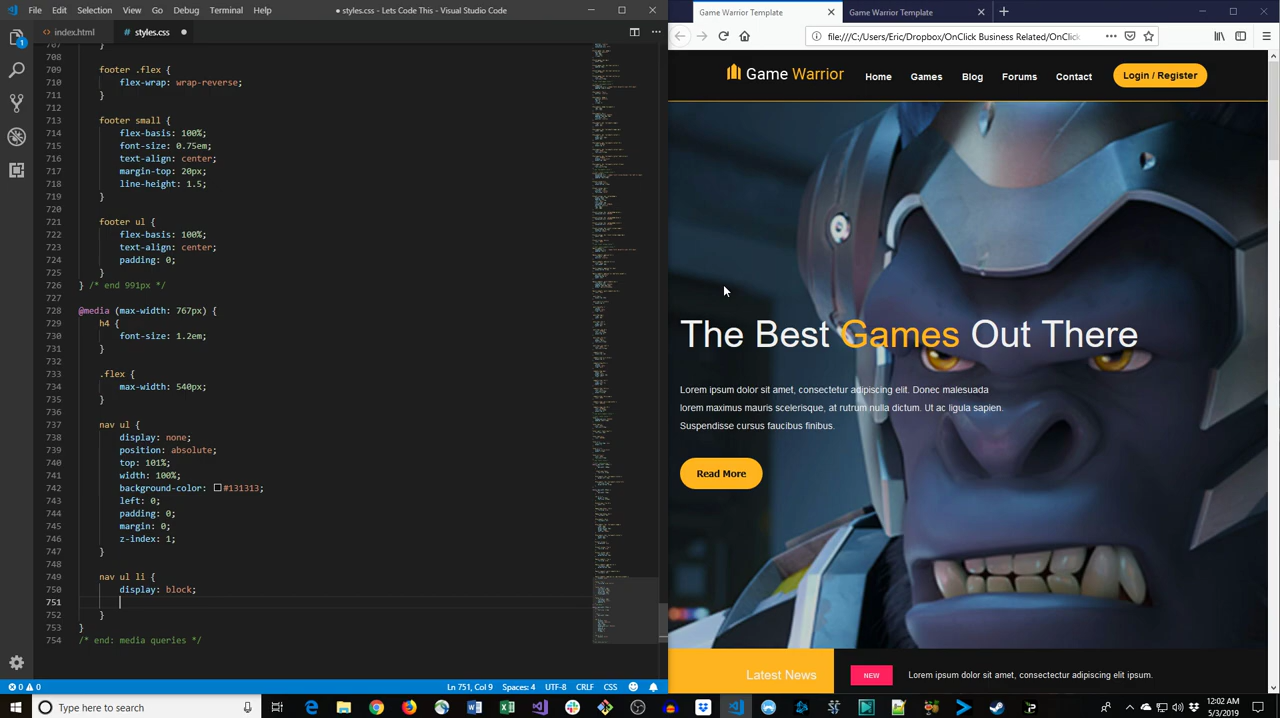 File Edit Selection View Go Debug Terminal Help
● styles.css - Lets Code This - Visual Studio Code
index.html
# styles.css ●
707 }
708
709 footer .flex {
710 flex-wrap: wrap-reverse;
711 }
712
713 footer small {
714 flex-basis: 100%;
715 font-size: .75em;
716 text-align: center;
717 margin-top: 20px;
718 line-height: 1.5;
719 }
720
721 footer ul {
722 flex-basis: 100%;
723 text-align: center;
724 padding: 0;
725 }
726 } /* end 991px */
727
728 @media (max-width: 767px) {
729 h4 {
730 font-size: 1.2em;
731 }
732
733 .flex {
734 max-width: 540px;
735 }
736
737 nav ul {
738 display: none;
739 position: absolute;
740 top: 101%;
741 width: 100%;
742 background-color: #131313;
743 left: 0;
744 padding: 0;
745 margin: 0;
746 z-index: 1;
747 }
748
749 nav ul li {
750 display: block;
751
752 }
753 }
754 /* end: media queries */
0 0
Ln 751, Col 9 Spaces: 4 UTF-8 CRLF CSS
Game Warrior Template
Game Warrior Template
file:///C:/Users/Eric/Dropbox/OnClick Business Related/OnClick
Game Warrior
Home Games Blog Forums Contact
Login / Register
The Best Games Out There
Lorem ipsum dolor sit amet, consectetur adipiscing elit. Donec malesuada
lorem maximus mauris scelerisque, at rutrum nulla dictum. Ut ac ligula sapien.
Suspendisse cursus faucibus finibus.
Read More
Latest News
NEW
Lorem ipsum dolor sit amet, consectetur adipiscing elit.
Type here to search
12:02 AM
5/3/2019